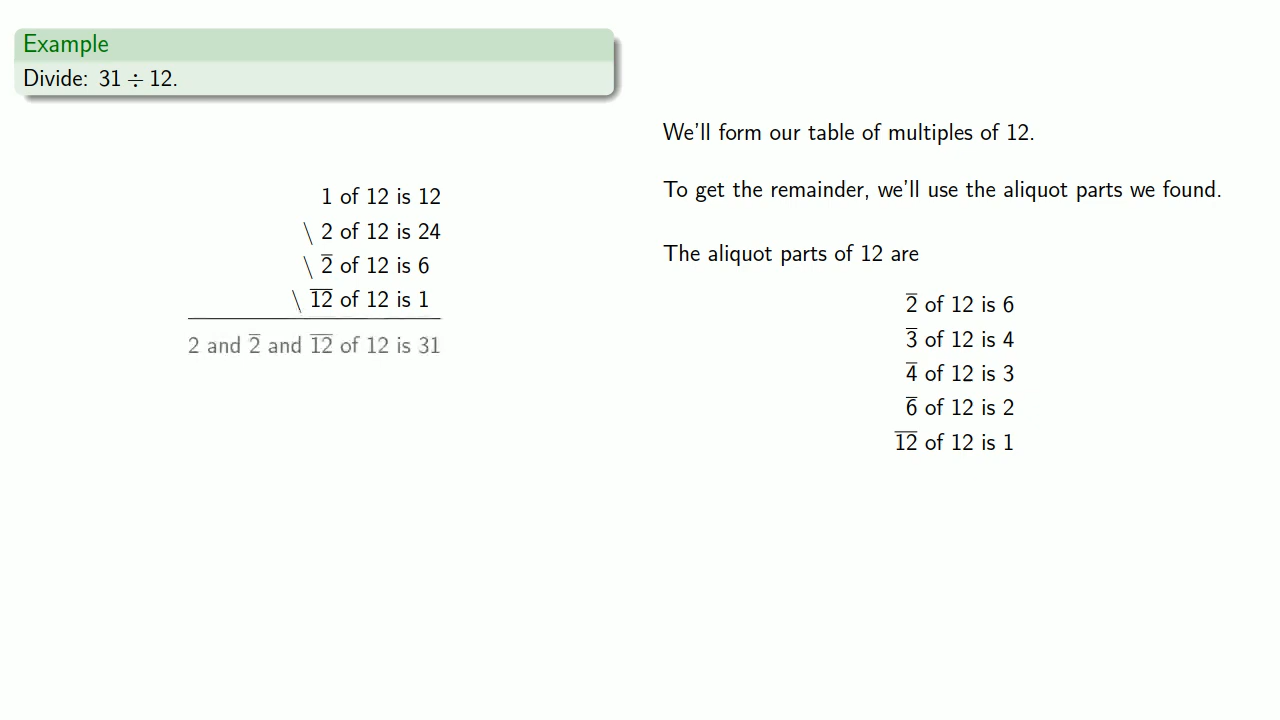 Example
Divide: 31 ÷ 12.
We'll form our table of multiples of 12.
To get the remainder, we'll use the aliquot parts we found.
1 of 12 is 12
\ 2 of 12 is 24
\ 2̅ of 12 is 6
\ 1̅2̅ of 12 is 1
2 and 2̅ and 1̅2̅ of 12 is 31
The aliquot parts of 12 are
2̅ of 12 is 6
3̅ of 12 is 4
4̅ of 12 is 3
6̅ of 12 is 2
1̅2̅ of 12 is 1